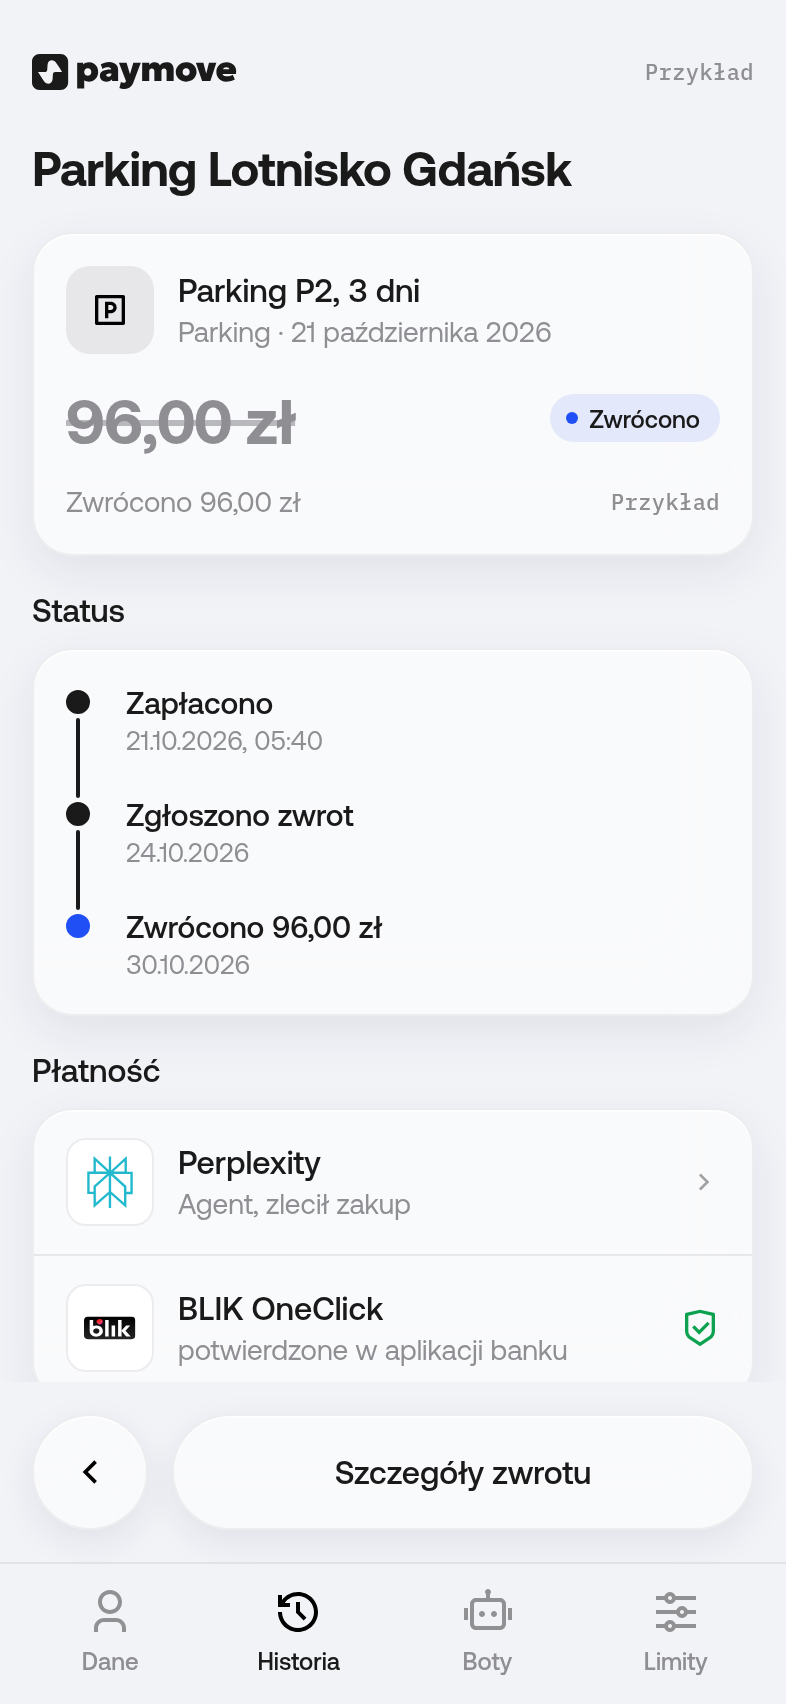 paymove
Przykład
Parking Lotnisko Gdańsk
P
Parking P2, 3 dni
Parking · 21 października 2026
96,00 zł
Zwrócono
Zwrócono 96,00 zł
Przykład
Status
Zapłacono
21.10.2026, 05:40
Zgłoszono zwrot
24.10.2026
Zwrócono 96,00 zł
30.10.2026
Płatność
Perplexity
Agent, zlecił zakup
blik
BLIK OneClick
potwierdzone w aplikacji banku
Szczegóły zwrotu
Dane
Historia
Boty
Limity